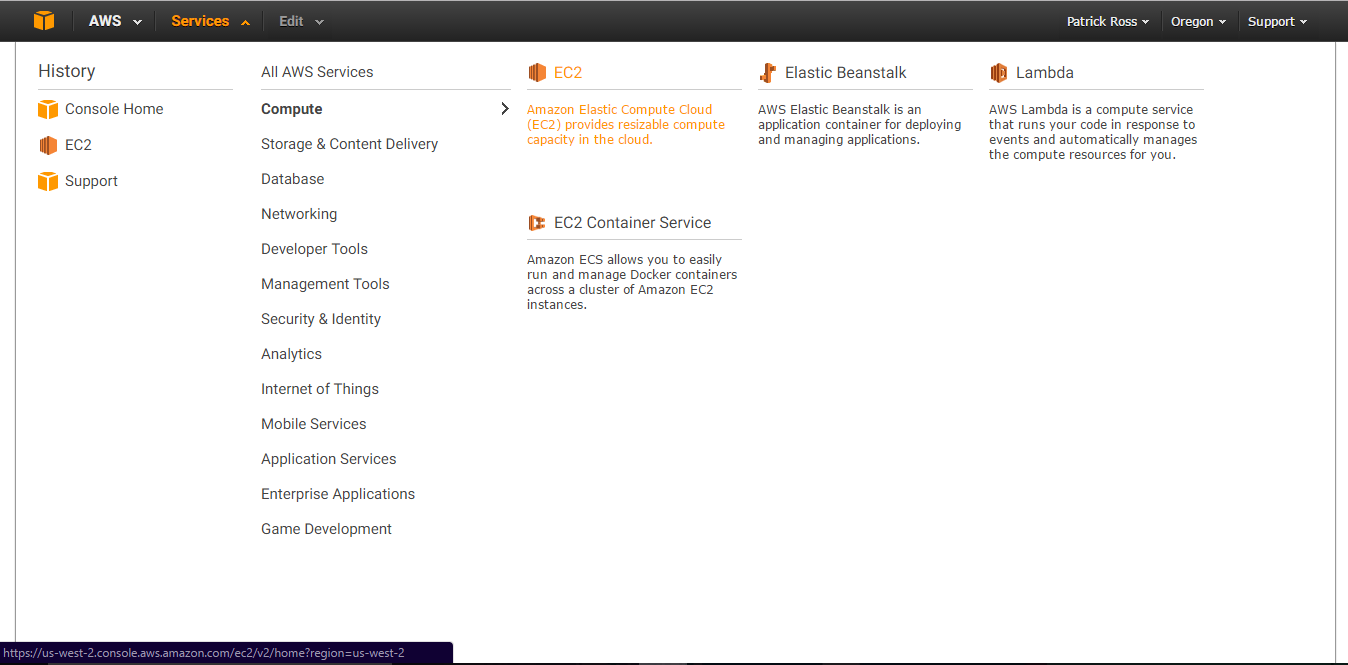 AWS Services Edit Patrick Ross Oregon Support
History
Console Home
EC2
Support
All AWS Services
Compute
Storage & Content Delivery
Database
Networking
Developer Tools
Management Tools
Security & Identity
Analytics
Internet of Things
Mobile Services
Application Services
Enterprise Applications
Game Development
EC2
Amazon Elastic Compute Cloud
(EC2) provides resizable compute
capacity in the cloud.
Elastic Beanstalk
AWS Elastic Beanstalk is an
application container for deploying
and managing applications.
Lambda
AWS Lambda is a compute service
that runs your code in response to
events and automatically manages
the compute resources for you.
EC2 Container Service
Amazon ECS allows you to easily
run and manage Docker containers
across a cluster of Amazon EC2
instances.
https://us-west-2.console.aws.amazon.com/ec2/v2/home?region=us-west-2